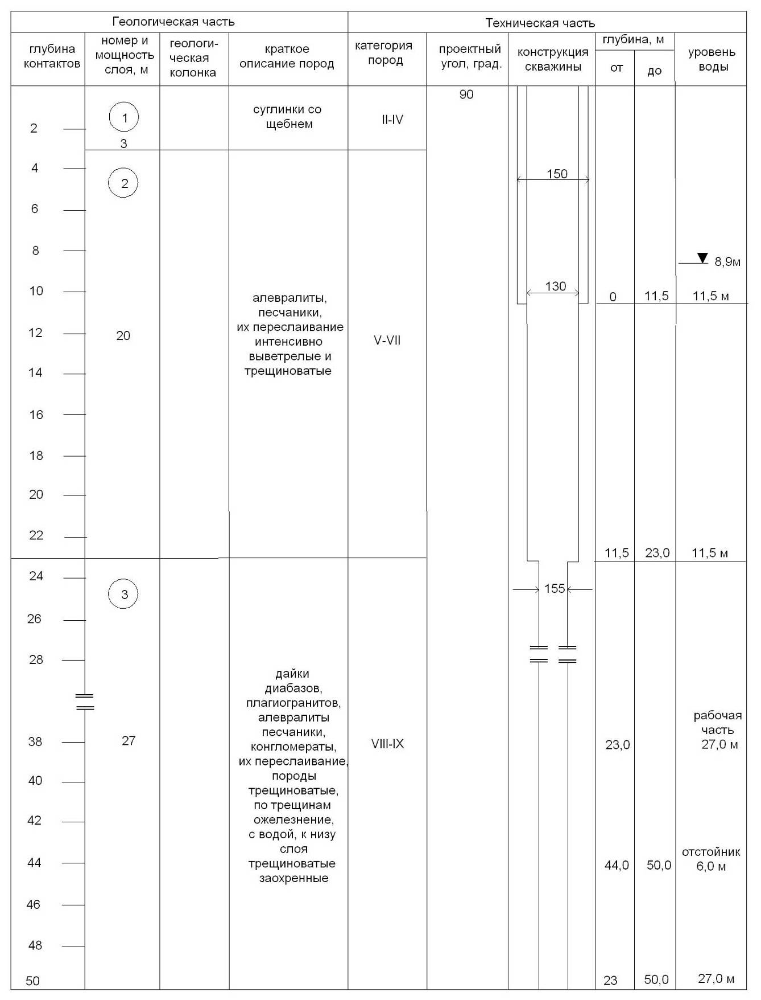 Геологическая часть
Техническая часть
глубина
контактов
номер и
мощность
слоя, м
геологи-
ческая
колонка
краткое
описание пород
категория
пород
проектный
угол, град.
конструкция
скважины
глубина, м
от
до
уровень
воды
90
1
суглинки со
щебнем
II-IV
2
3
4
2
150
6
8
8,9м
10
130
0
11,5
11,5 м
алевралиты,
песчаники,
их переслаивание
интенсивно
выветрелые и
трещиноватые
12
20
V-VII
14
16
18
20
22
11,5
23,0
11,5 м
24
3
155
26
28
дайки
диабазов,
плагиогранитов,
алевралиты
песчаники,
конгломераты,
их переслаивание,
породы
трещиноватые,
по трещинам
ожелезнение,
с водой, к низу
слоя
трещиноватые
заохренные
27
VIII-IX
23,0
рабочая
часть
27,0 м
38
40
42
44
44,0
50,0
отстойник
6,0 м
46
48
50
23
50,0
27,0 м